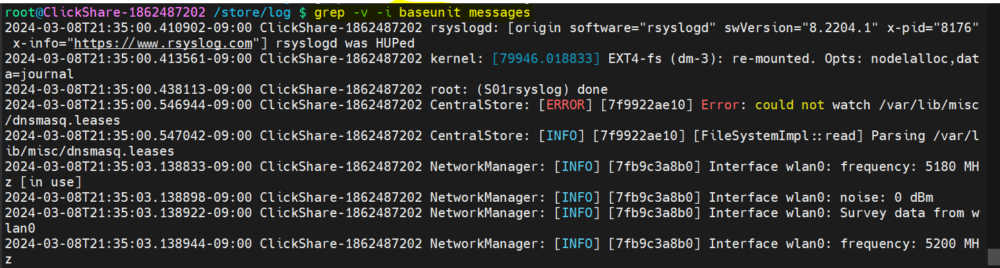 root@ClickShare-1862487202 /store/log $ grep -v -i baseunit messages
2024-03-08T21:35:00.410902-09:00 ClickShare-1862487202 rsyslogd: [origin software="rsyslogd" swVersion="8.2204.1" x-pid="8176"
 x-info="https://www.rsyslog.com"] rsyslogd was HUPed
2024-03-08T21:35:00.413561-09:00 ClickShare-1862487202 kernel: [79946.018833] EXT4-fs (dm-3): re-mounted. Opts: nodelalloc,dat
a=journal
2024-03-08T21:35:00.438113-09:00 ClickShare-1862487202 root: (S01rsyslog) done
2024-03-08T21:35:00.546944-09:00 ClickShare-1862487202 CentralStore: [ERROR] [7f9922ae10] Error: could not watch /var/lib/misc
/dnsmasq.leases
2024-03-08T21:35:00.547042-09:00 ClickShare-1862487202 CentralStore: [INFO] [7f9922ae10] [FileSystemImpl::read] Parsing /var/l
ib/misc/dnsmasq.leases
2024-03-08T21:35:03.138833-09:00 ClickShare-1862487202 NetworkManager: [INFO] [7fb9c3a8b0] Interface wlan0: frequency: 5180 MH
z [in use]
2024-03-08T21:35:03.138898-09:00 ClickShare-1862487202 NetworkManager: [INFO] [7fb9c3a8b0] Interface wlan0: noise: 0 dBm
2024-03-08T21:35:03.138922-09:00 ClickShare-1862487202 NetworkManager: [INFO] [7fb9c3a8b0] Interface wlan0: Survey data from w
lan0
2024-03-08T21:35:03.138944-09:00 ClickShare-1862487202 NetworkManager: [INFO] [7fb9c3a8b0] Interface wlan0: frequency: 5200 MH
z